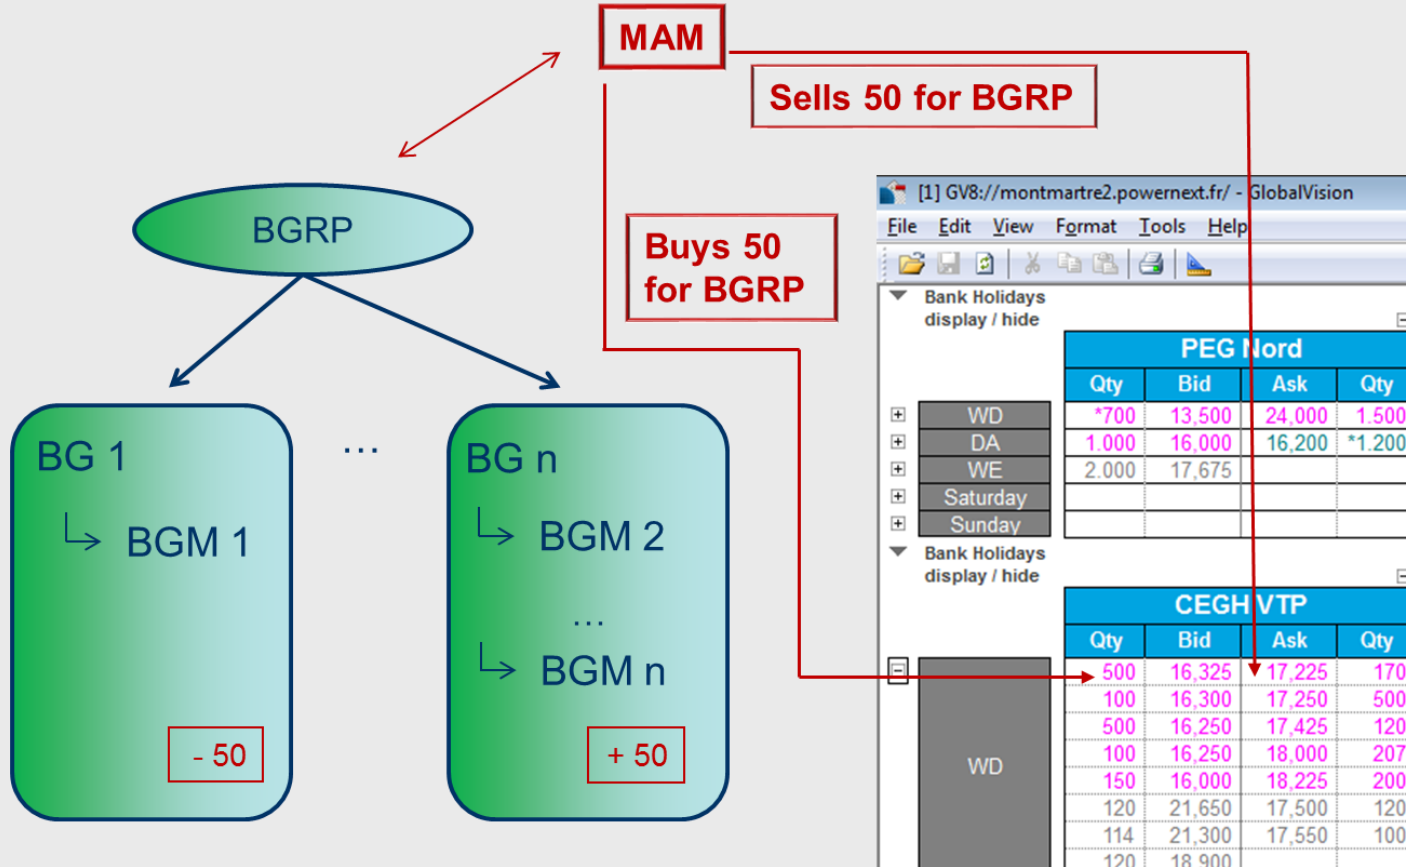 MAM
Sells 50 for BGRP
BGRP
Buys 50
for BGRP
BG 1
BGM 1
- 50
...
BG n
BGM 2
...
BGM n
+ 50
[1] GV8://montmartre2.powernext.fr/ - GlobalVision
File Edit View Format Tools Help
Bank Holidays
display / hide
PEG Nord
Qty Bid Ask Qty
WD *700 13,500 24,000 1.500
DA 1.000 16,000 16,200 *1.200
WE 2.000 17,675
Saturday
Sunday
Bank Holidays
display / hide
CEGH VTP
Qty Bid Ask Qty
500 16,325 17,225 170
100 16,300 17,250 500
500 16,250 17,425 120
100 16,250 18,000 207
WD
150 16,000 18,225 200
120 21,650 17,500 120
114 21,300 17,550 100
120 18,900